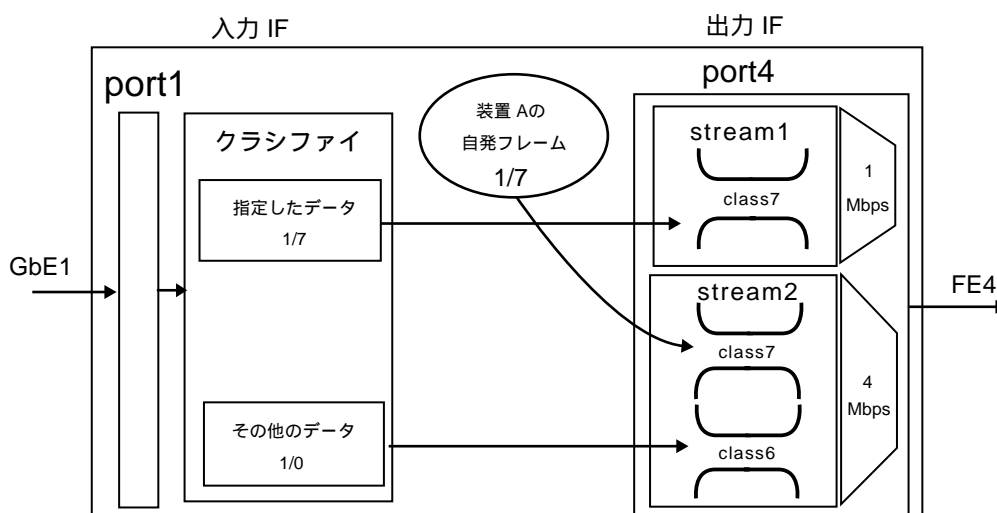 入力 IF
出力 IF
port1
port4
クラシファイ
装置 Aの
自発フレーム
1/7
stream1
class7
1
Mbps
指定したデータ
1/7
GbE1
FE4
stream2
class7
4
Mbps
その他のデータ
1/0
class6